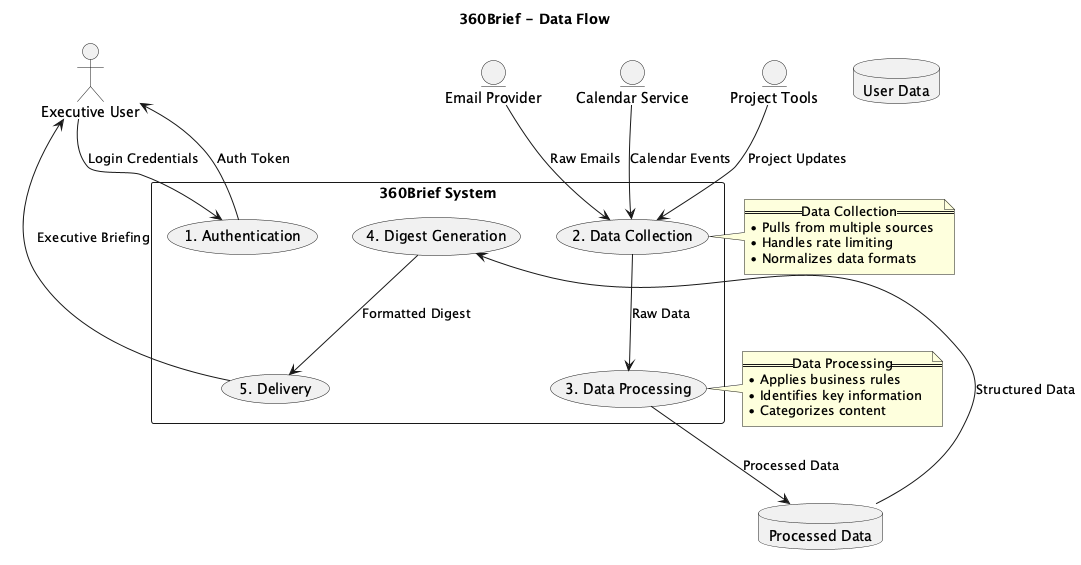 360Brief – Data Flow
Executive User
Email Provider
Calendar Service
Project Tools
User Data
Login Credentials
Auth Token
Raw Emails
Calendar Events
Project Updates
360Brief System
1. Authentication
4. Digest Generation
2. Data Collection
Data Collection
• Pulls from multiple sources
• Handles rate limiting
• Normalizes data formats
Executive Briefing
Formatted Digest
Raw Data
5. Delivery
3. Data Processing
Data Processing
• Applies business rules
• Identifies key information
• Categorizes content
Structured Data
Processed Data
Processed Data